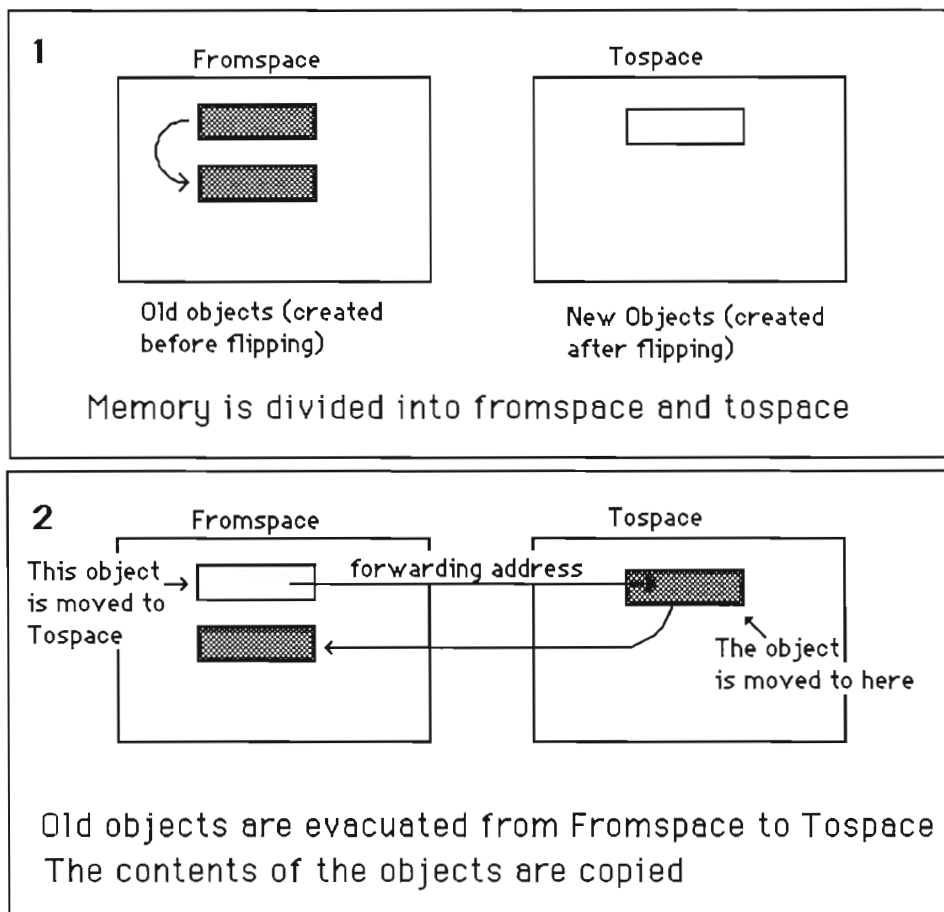 1
Fromspace
Tospace
Old objects (created
before flipping)
New Objects (created
after flipping)
Memory is divided into fromspace and tospace
2
Fromspace
Tospace
This object
is moved to
Tospace
forwarding address
The object
is moved to here
Old objects are evacuated from Fromspace to Tospace
The contents of the objects are copied